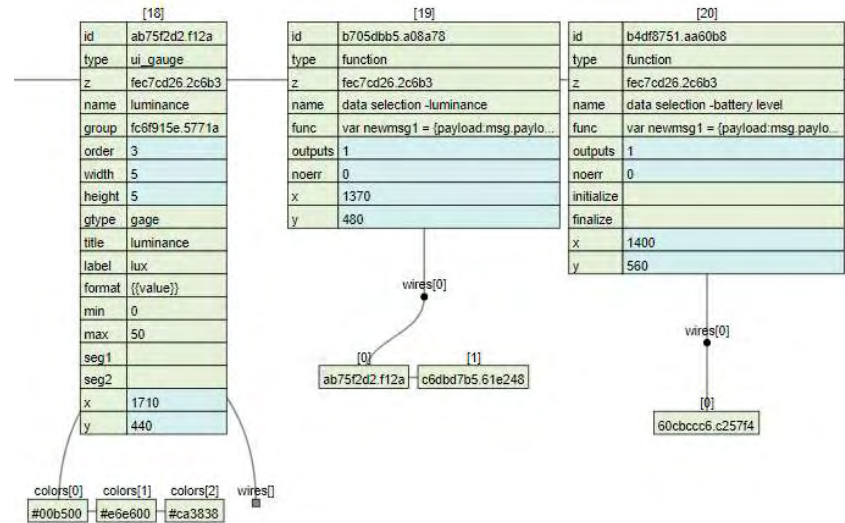 [18]
id ab75f2d2.f12a
type ui_gauge
z fec7cd26.2c6b3
name luminance
group fc6f915e.5771a
order 3
width 5
height 5
gtype gage
title luminance
label lux
format {{value}}
min 0
max 50
seg1
seg2
x 1710
y 440
colors[0] colors[1] colors[2] wires[]
#00b500 #e6e600 #ca3838
[19]
id b705dbb5.a08a78
type function
z fec7cd26.2c6b3
name data selection -luminance
func var newmsg1 = {payload:msg.paylo...
outputs 1
noerr 0
x 1370
y 480
wires[0]
[0] [1]
ab75f2d2.f12a c6dbd7b5.61e248
[20]
id b4df8751.aa60b8
type function
z fec7cd26.2c6b3
name data selection -battery level
func var newmsg1 = {payload:msg.paylo...
outputs 1
noerr 0
initialize
finalize
x 1400
y 560
wires[0]
[0]
60cbccc6.c257f4